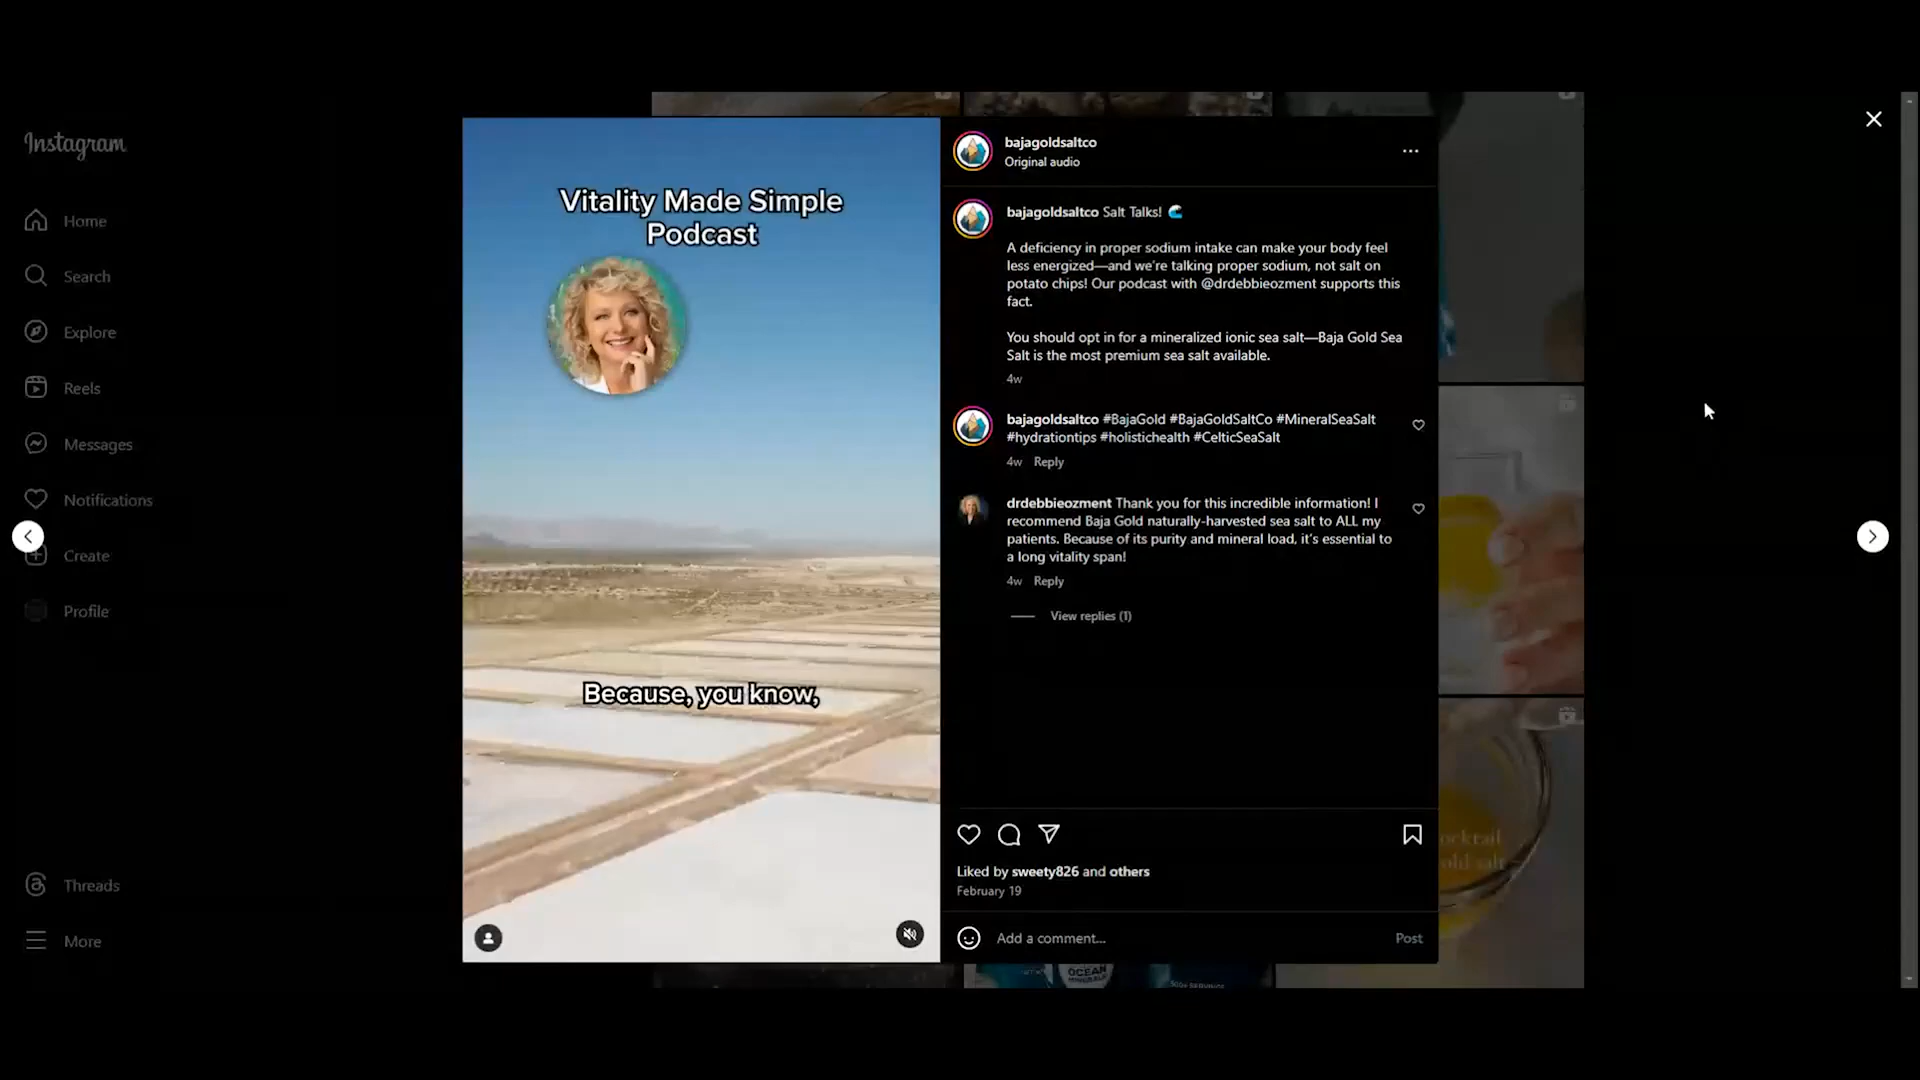 Instagram
Home
Search
Explore
Reels
Messages
Notifications
Create
Profile
Threads
More
Vitality Made Simple
Podcast
Because, you know,
bajagoldsaltco
Original audio
bajagoldsaltco Salt Talks! 🌊
A deficiency in proper sodium intake can make your body feel
less energized—and we're talking proper sodium, not salt on
potato chips! Our podcast with @drdebbieozment supports this
fact.
You should opt in for a mineralized ionic sea salt—Baja Gold Sea
Salt is the most premium sea salt available.
4w
bajagoldsaltco #BajaGold #BajaGoldSaltCo #MineralSeaSalt
#hydrationtips #holistichealth #CelticSeaSalt
4w Reply
drdebbieozment Thank you for this incredible information! I
recommend Baja Gold naturally-harvested sea salt to ALL my
patients. Because of its purity and mineral load, it's essential to
a long vitality span!
4w Reply
View replies (1)
Liked by sweety826 and others
February 19
Add a comment...
Post
ocktail
old salt
OCEAN